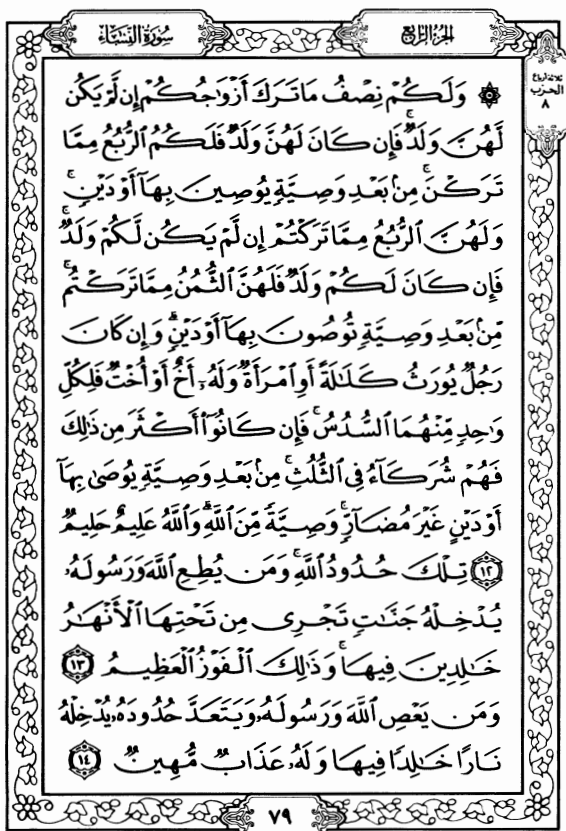 سُورَةُ النِّسَاءِ
الجُزْءُ الرَّابِعُ
ثلاثة أرباع
الحزب
٨
۞ وَلَكُمْ نِصْفُ مَا تَرَكَ أَزْوَٰجُكُمْ إِن لَّمْ يَكُن
لَّهُنَّ وَلَدٌ ۚ فَإِن كَانَ لَهُنَّ وَلَدٌ فَلَكُمُ ٱلرُّبُعُ مِمَّا
تَرَكْنَ ۚ مِنۢ بَعْدِ وَصِيَّةٍ يُوصِينَ بِهَآ أَوْ دَيْنٍ ۚ
وَلَهُنَّ ٱلرُّبُعُ مِمَّا تَرَكْتُمْ إِن لَّمْ يَكُن لَّكُمْ وَلَدٌ ۚ
فَإِن كَانَ لَكُمْ وَلَدٌ فَلَهُنَّ ٱلثُّمُنُ مِمَّا تَرَكْتُم ۚ
مِّنۢ بَعْدِ وَصِيَّةٍ تُوصُونَ بِهَآ أَوْ دَيْنٍ ۗ وَإِن كَانَ
رَجُلٌ يُورَثُ كَلَٰلَةً أَوِ ٱمْرَأَةٌ وَلَهُۥٓ أَخٌ أَوْ أُخْتٌ فَلِكُلِّ
وَٰحِدٍ مِّنْهُمَا ٱلسُّدُسُ ۚ فَإِن كَانُوٓا۟ أَكْثَرَ مِن ذَٰلِكَ
فَهُمْ شُرَكَآءُ فِى ٱلثُّلُثِ ۚ مِنۢ بَعْدِ وَصِيَّةٍ يُوصَىٰ بِهَآ
أَوْ دَيْنٍ غَيْرَ مُضَآرٍّ ۚ وَصِيَّةً مِّنَ ٱللَّهِ ۗ وَٱللَّهُ عَلِيمٌ حَلِيمٌ
١٢ تِلْكَ حُدُودُ ٱللَّهِ ۚ وَمَن يُطِعِ ٱللَّهَ وَرَسُولَهُۥ
يُدْخِلْهُ جَنَّٰتٍ تَجْرِى مِن تَحْتِهَا ٱلْأَنْهَٰرُ
خَٰلِدِينَ فِيهَا ۚ وَذَٰلِكَ ٱلْفَوْزُ ٱلْعَظِيمُ ١٣
وَمَن يَعْصِ ٱللَّهَ وَرَسُولَهُۥ وَيَتَعَدَّ حُدُودَهُۥ يُدْخِلْهُ
نَارًا خَٰلِدًا فِيهَا وَلَهُۥ عَذَابٌ مُّهِينٌ ١٤
٧٩